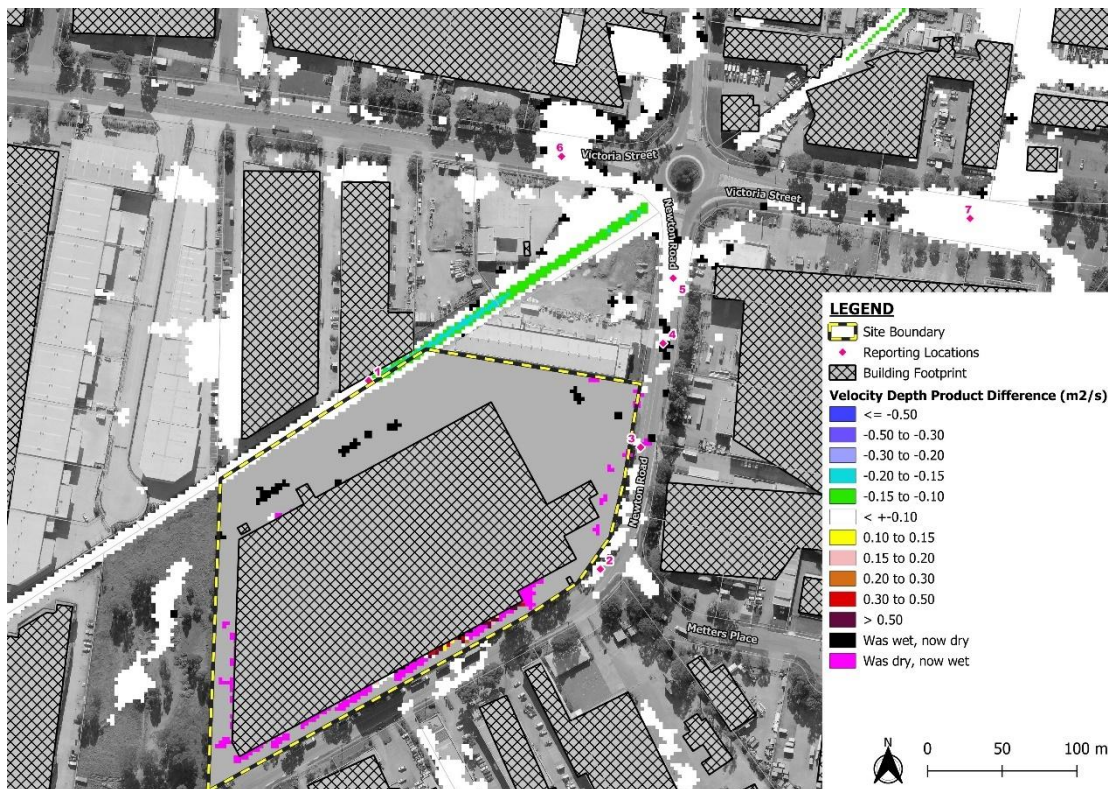 6
Victoria Street
Victoria Street
7
Newton Road
5
4
1
3
Newton Road
2
Metters Place
LEGEND
Site Boundary
Reporting Locations
Building Footprint
Velocity Depth Product Difference (m2/s)
<= -0.50
-0.50 to -0.30
-0.30 to -0.20
-0.20 to -0.15
-0.15 to -0.10
< +-0.10
0.10 to 0.15
0.15 to 0.20
0.20 to 0.30
0.30 to 0.50
> 0.50
Was wet, now dry
Was dry, now wet
N
0 50 100 m